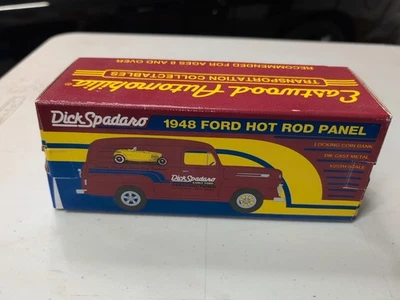 Eastwood Automobilia
TRANSPORTATION COLLECTABLES
RECOMMENDED FOR AGES 8 AND OVER
Dick Spadaro
1948 FORD HOT ROD PANEL
LOCKING COIN BANK
DIE CAST METAL
Dick Spadaro